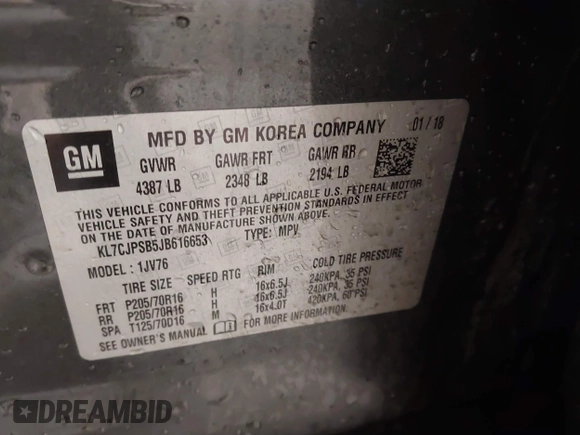 GM
MFD BY GM KOREA COMPANY 01/18
GVWR GAWR FRT GAWR RR
4387 LB 2348 LB 2194 LB
THIS VEHICLE CONFORMS TO ALL APPLICABLE U.S. FEDERAL MOTOR
VEHICLE SAFETY AND THEFT PREVENTION STANDARDS IN EFFECT
ON THE DATE OF MANUFACTURE SHOWN ABOVE.
KL7CJPSB5JB616653 TYPE: MPV
MODEL: 1JV76
TIRE SIZE SPEED RTG RIM COLD TIRE PRESSURE
FRT P205/70R16 H 16x6.5J 240KPA, 35 PSI
RR P205/70R16 H 16x6.5J 240KPA, 35 PSI
SPA T125/70D16 M 16x4.0T 420KPA, 60 PSI
SEE OWNER'S MANUAL FOR MORE INFORMATION.
DREAMBID